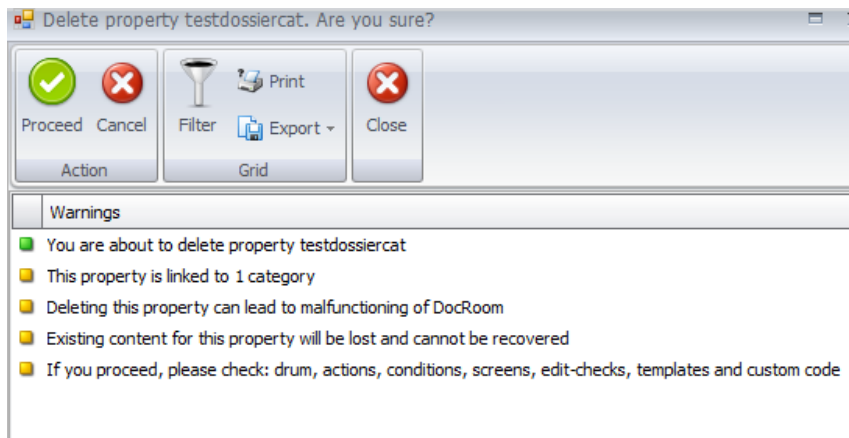 Delete property testdossiercat. Are you sure?
Print
Proceed Cancel Filter Export Close
Action Grid
Warnings
You are about to delete property testdossiercat
This property is linked to 1 category
Deleting this property can lead to malfunctioning of DocRoom
Existing content for this property will be lost and cannot be recovered
If you proceed, please check: drum, actions, conditions, screens, edit-checks, templates and custom code